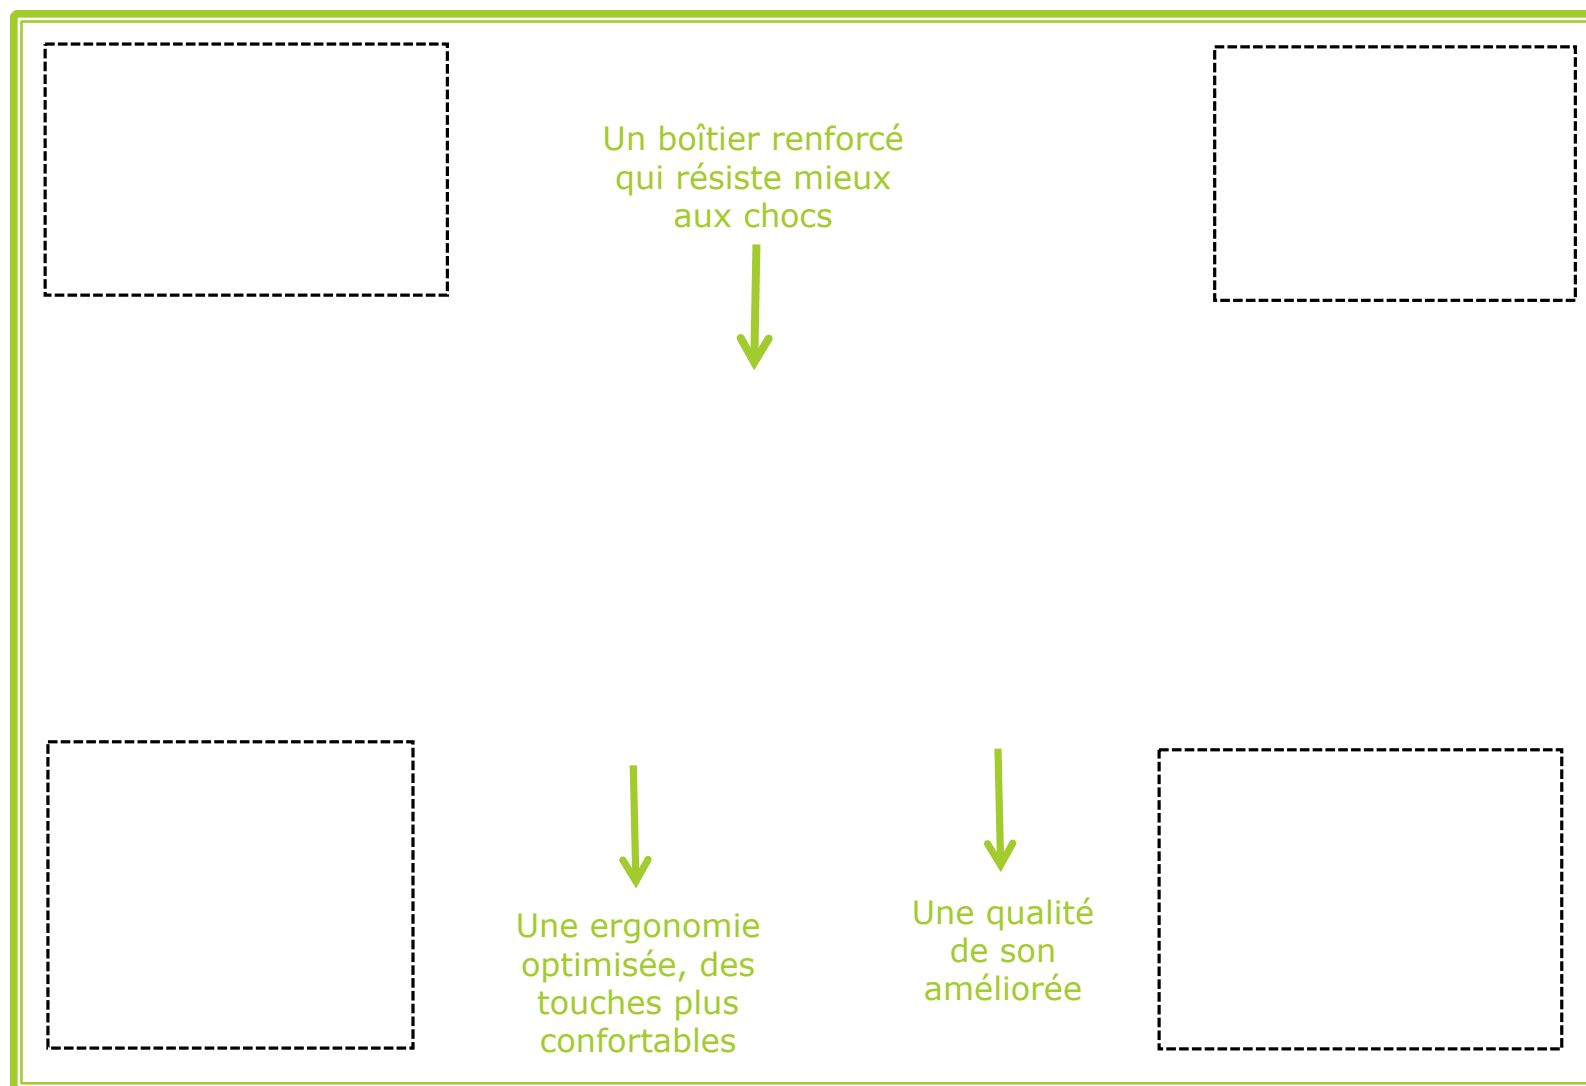 Un boîtier renforcé
qui résiste mieux
aux chocs
Une ergonomie
optimisée, des
touches plus
confortables
Une qualité
de son
améliorée